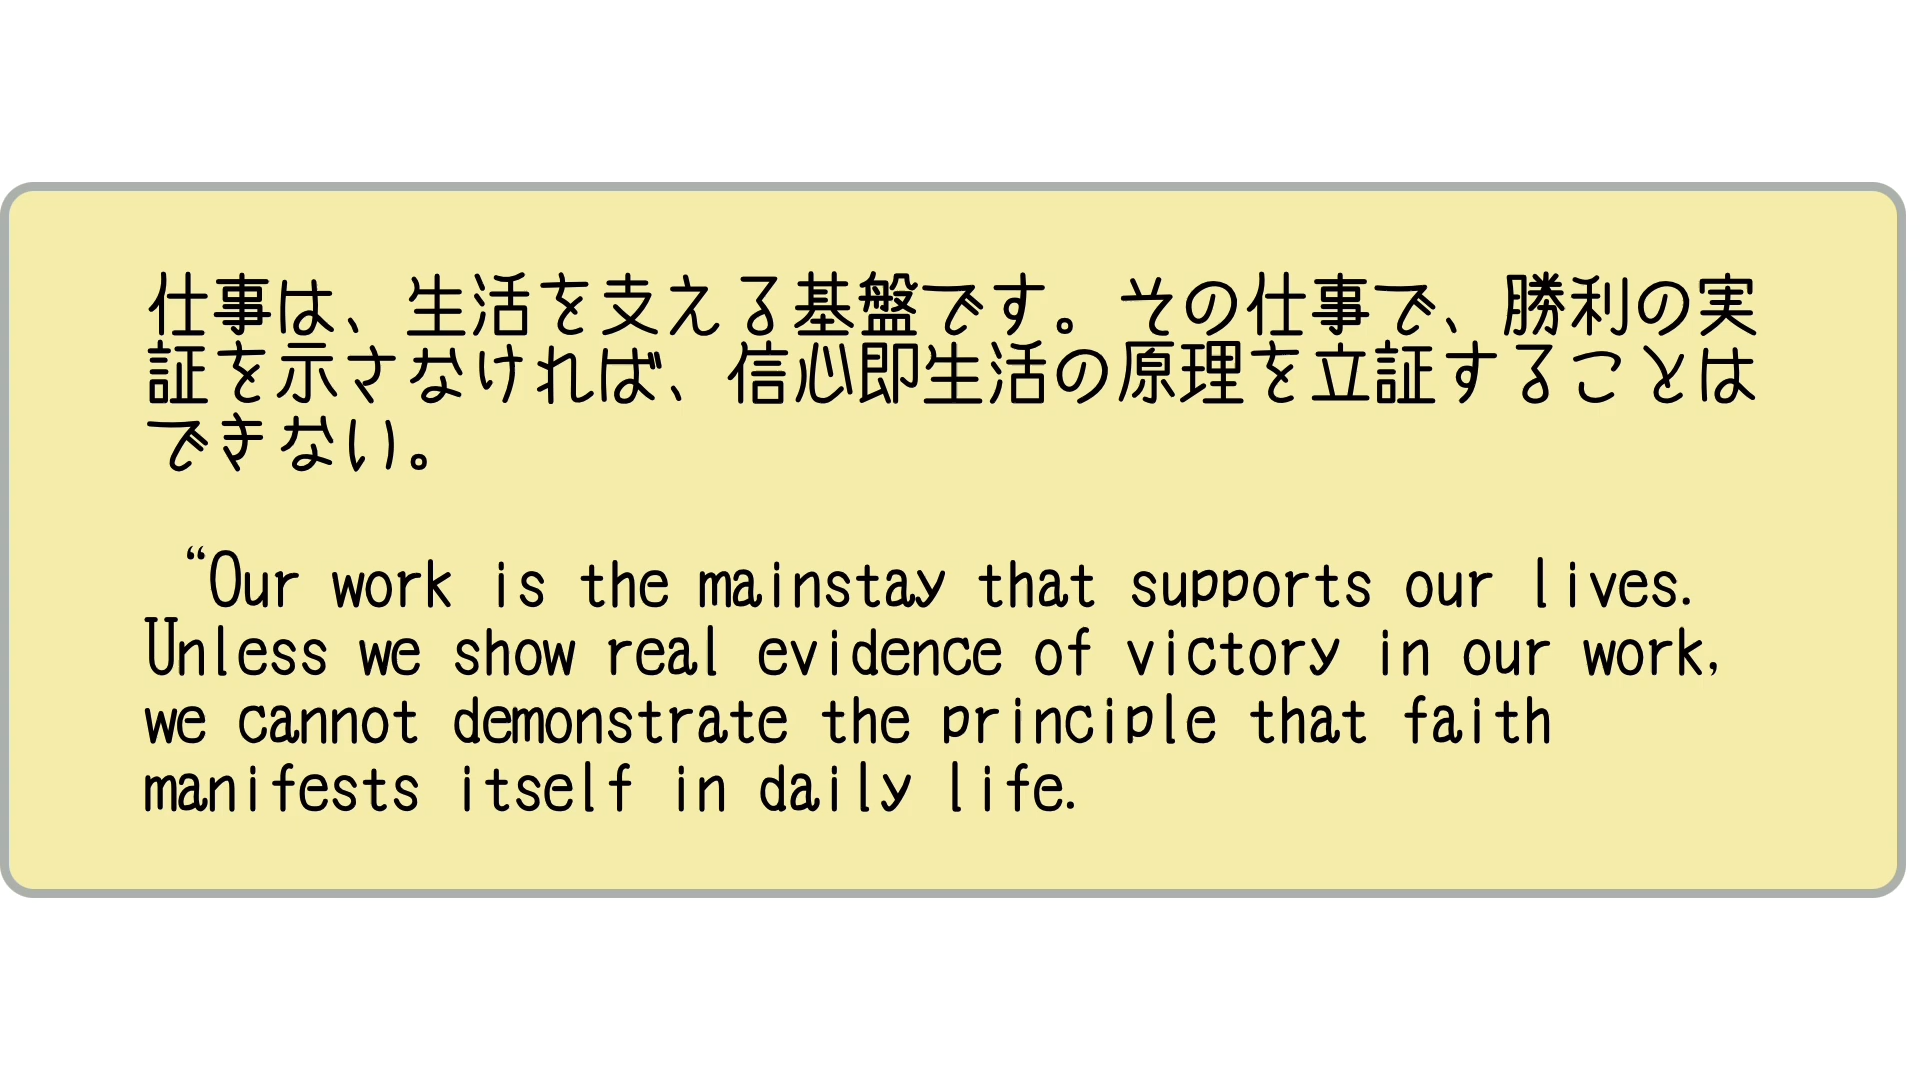 仕事は、生活を支える基盤です。その仕事で、勝利の実
証を示さなければ、信心即生活の原理を立証することは
できない。
“Our work is the mainstay that supports our lives.
Unless we show real evidence of victory in our work,
we cannot demonstrate the principle that faith
manifests itself in daily life.